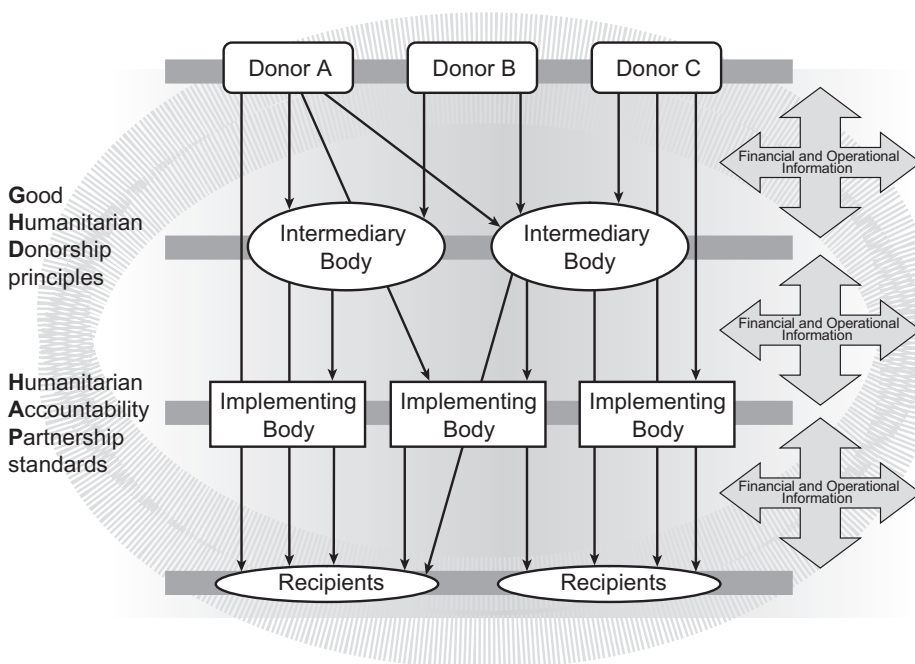 Donor A
Donor B
Donor C
Financial and Operational
Information
Good
Humanitarian
Donorship
principles
Intermediary
Body
Intermediary
Body
Financial and Operational
Information
Humanitarian
Accountability
Partnership
standards
Implementing
Body
Implementing
Body
Implementing
Body
Financial and Operational
Information
Recipients
Recipients